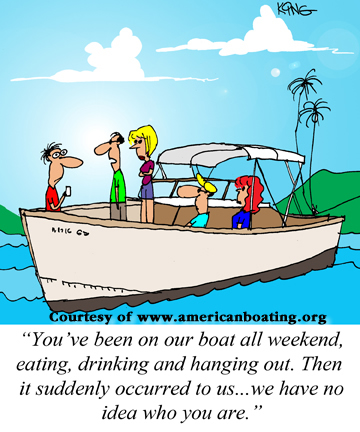 KING
Courtesy of www.americanboating.org
“You’ve been on our boat all weekend,
eating, drinking and hanging out. Then
it suddenly occurred to us...we have no
idea who you are.”